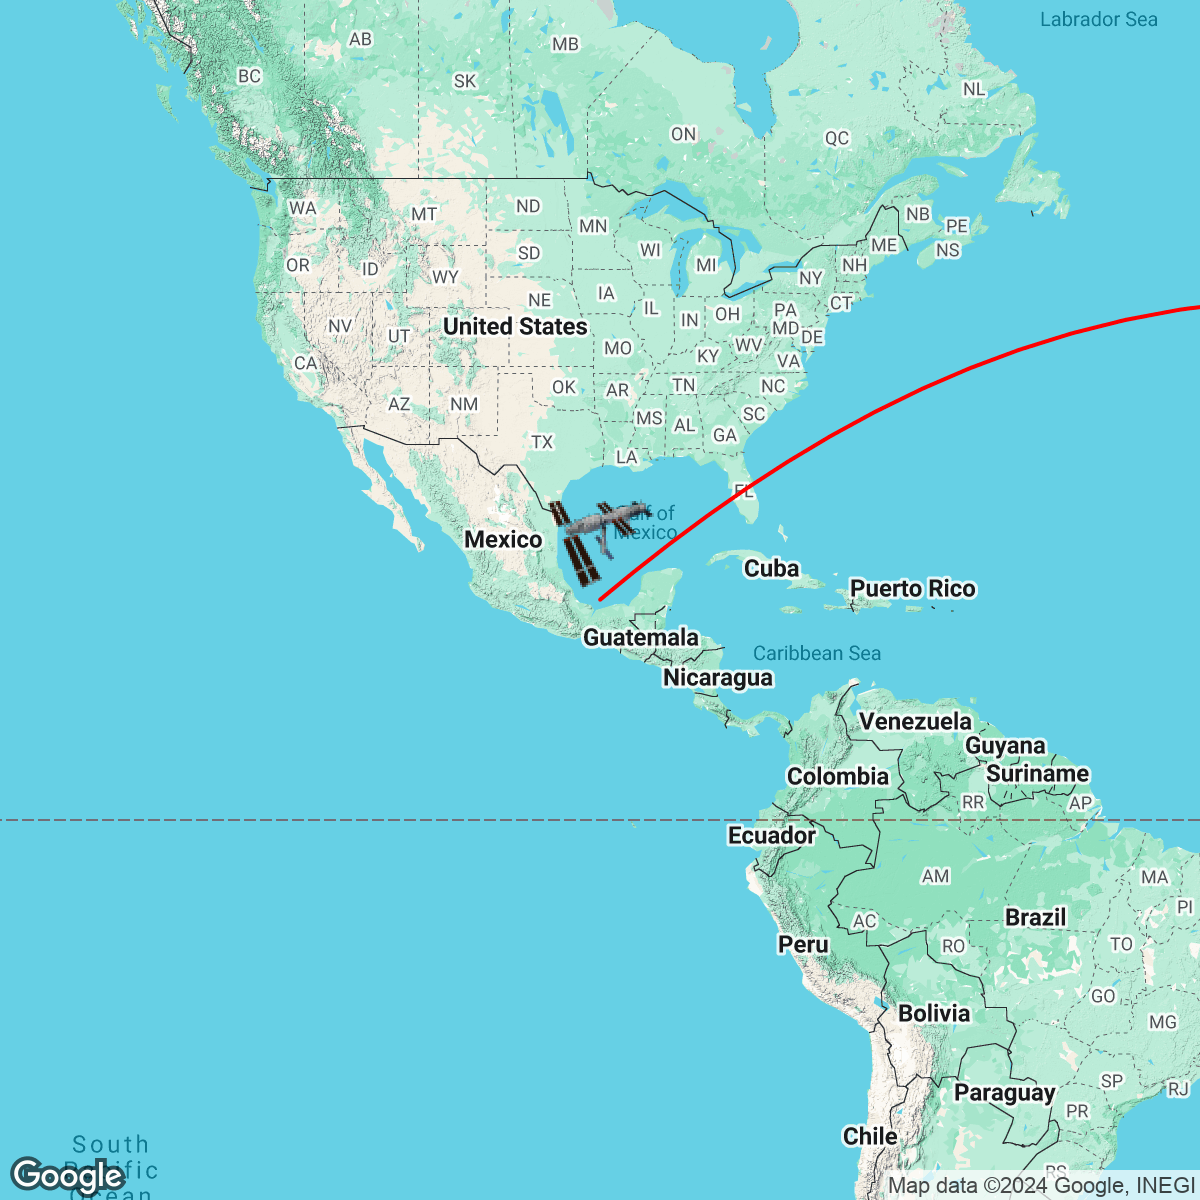 Labrador Sea
AB
MB
BC
SK
NL
ON
QC
WA
MT
ND
MN
NB
PE
ME
NS
OR
ID
WY
SD
WI
MI
NY
NH
NE
IA
IL
IN
OH
PA
CT
NV
UT
United States
MO
KY
WV
MD
DE
VA
CA
AZ
NM
OK
AR
TN
NC
MS
AL
SC
GA
TX
LA
FL
Gulf of
Mexico
Mexico
Cuba
Puerto Rico
Guatemala
Caribbean Sea
Nicaragua
Venezuela
Guyana
Colombia
Suriname
RR
AP
Ecuador
AM
MA
AC
Brazil
PI
Peru
RO
TO
GO
Bolivia
MG
Paraguay
SP
RJ
PR
Chile
South
Pacific
Ocean
RS
Google
Map data ©2024 Google, INEGI